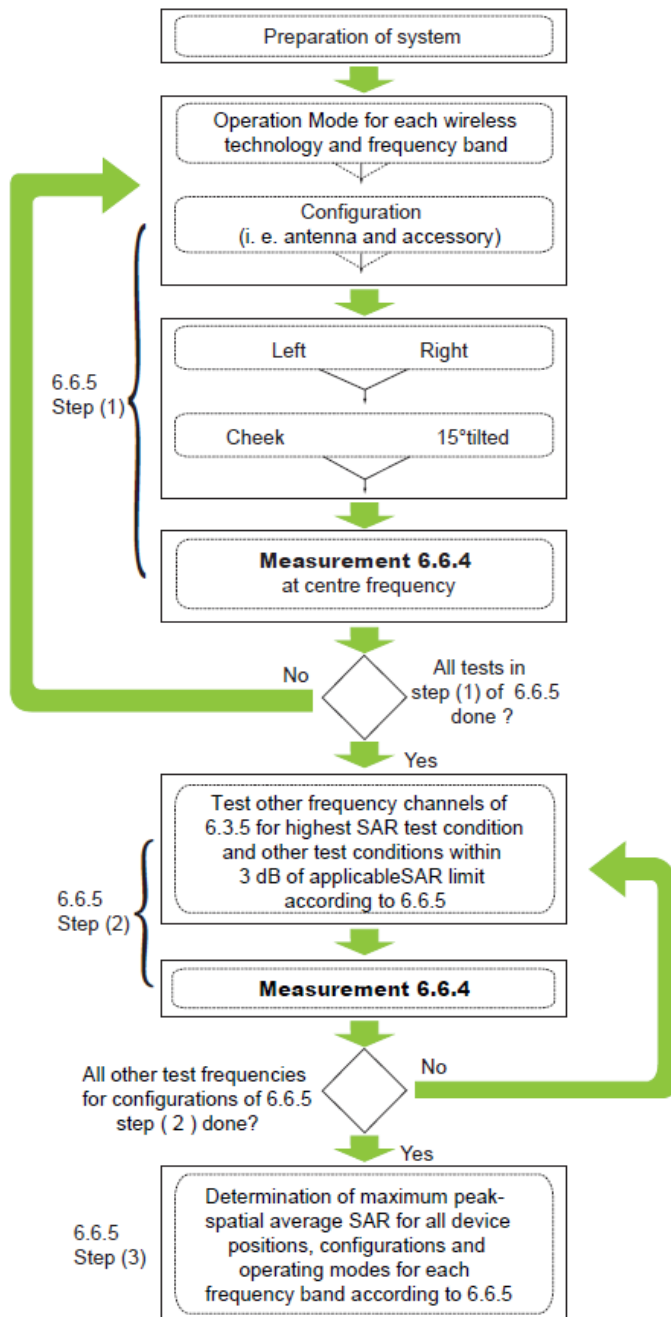 Preparation of system
Operation Mode for each wireless
technology and frequency band
Configuration
(i. e. antenna and accessory)
6.6.5
Step (1)
Left Right
Cheek 15°tilted
Measurement 6.6.4
at centre frequency
No
All tests in
step (1) of 6.6.5
done ?
Yes
Test other frequency channels of
6.3.5 for highest SAR test condition
and other test conditions within
3 dB of applicableSAR limit
according to 6.6.5
6.6.5
Step (2)
Measurement 6.6.4
All other test frequencies
for configurations of 6.6.5
step ( 2 ) done?
No
Yes
6.6.5
Step (3)
Determination of maximum peak-
spatial average SAR for all device
positions, configurations and
operating modes for each
frequency band according to 6.6.5